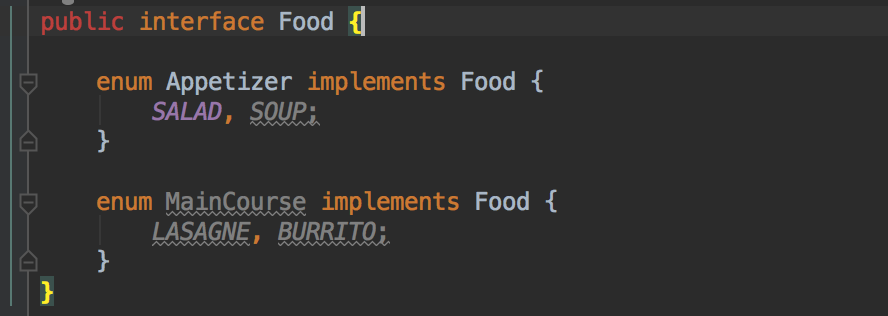 public interface Food {
enum Appetizer implements Food {
SALAD, SOUP;
}
enum MainCourse implements Food {
LASAGNE, BURRITO;
}
}